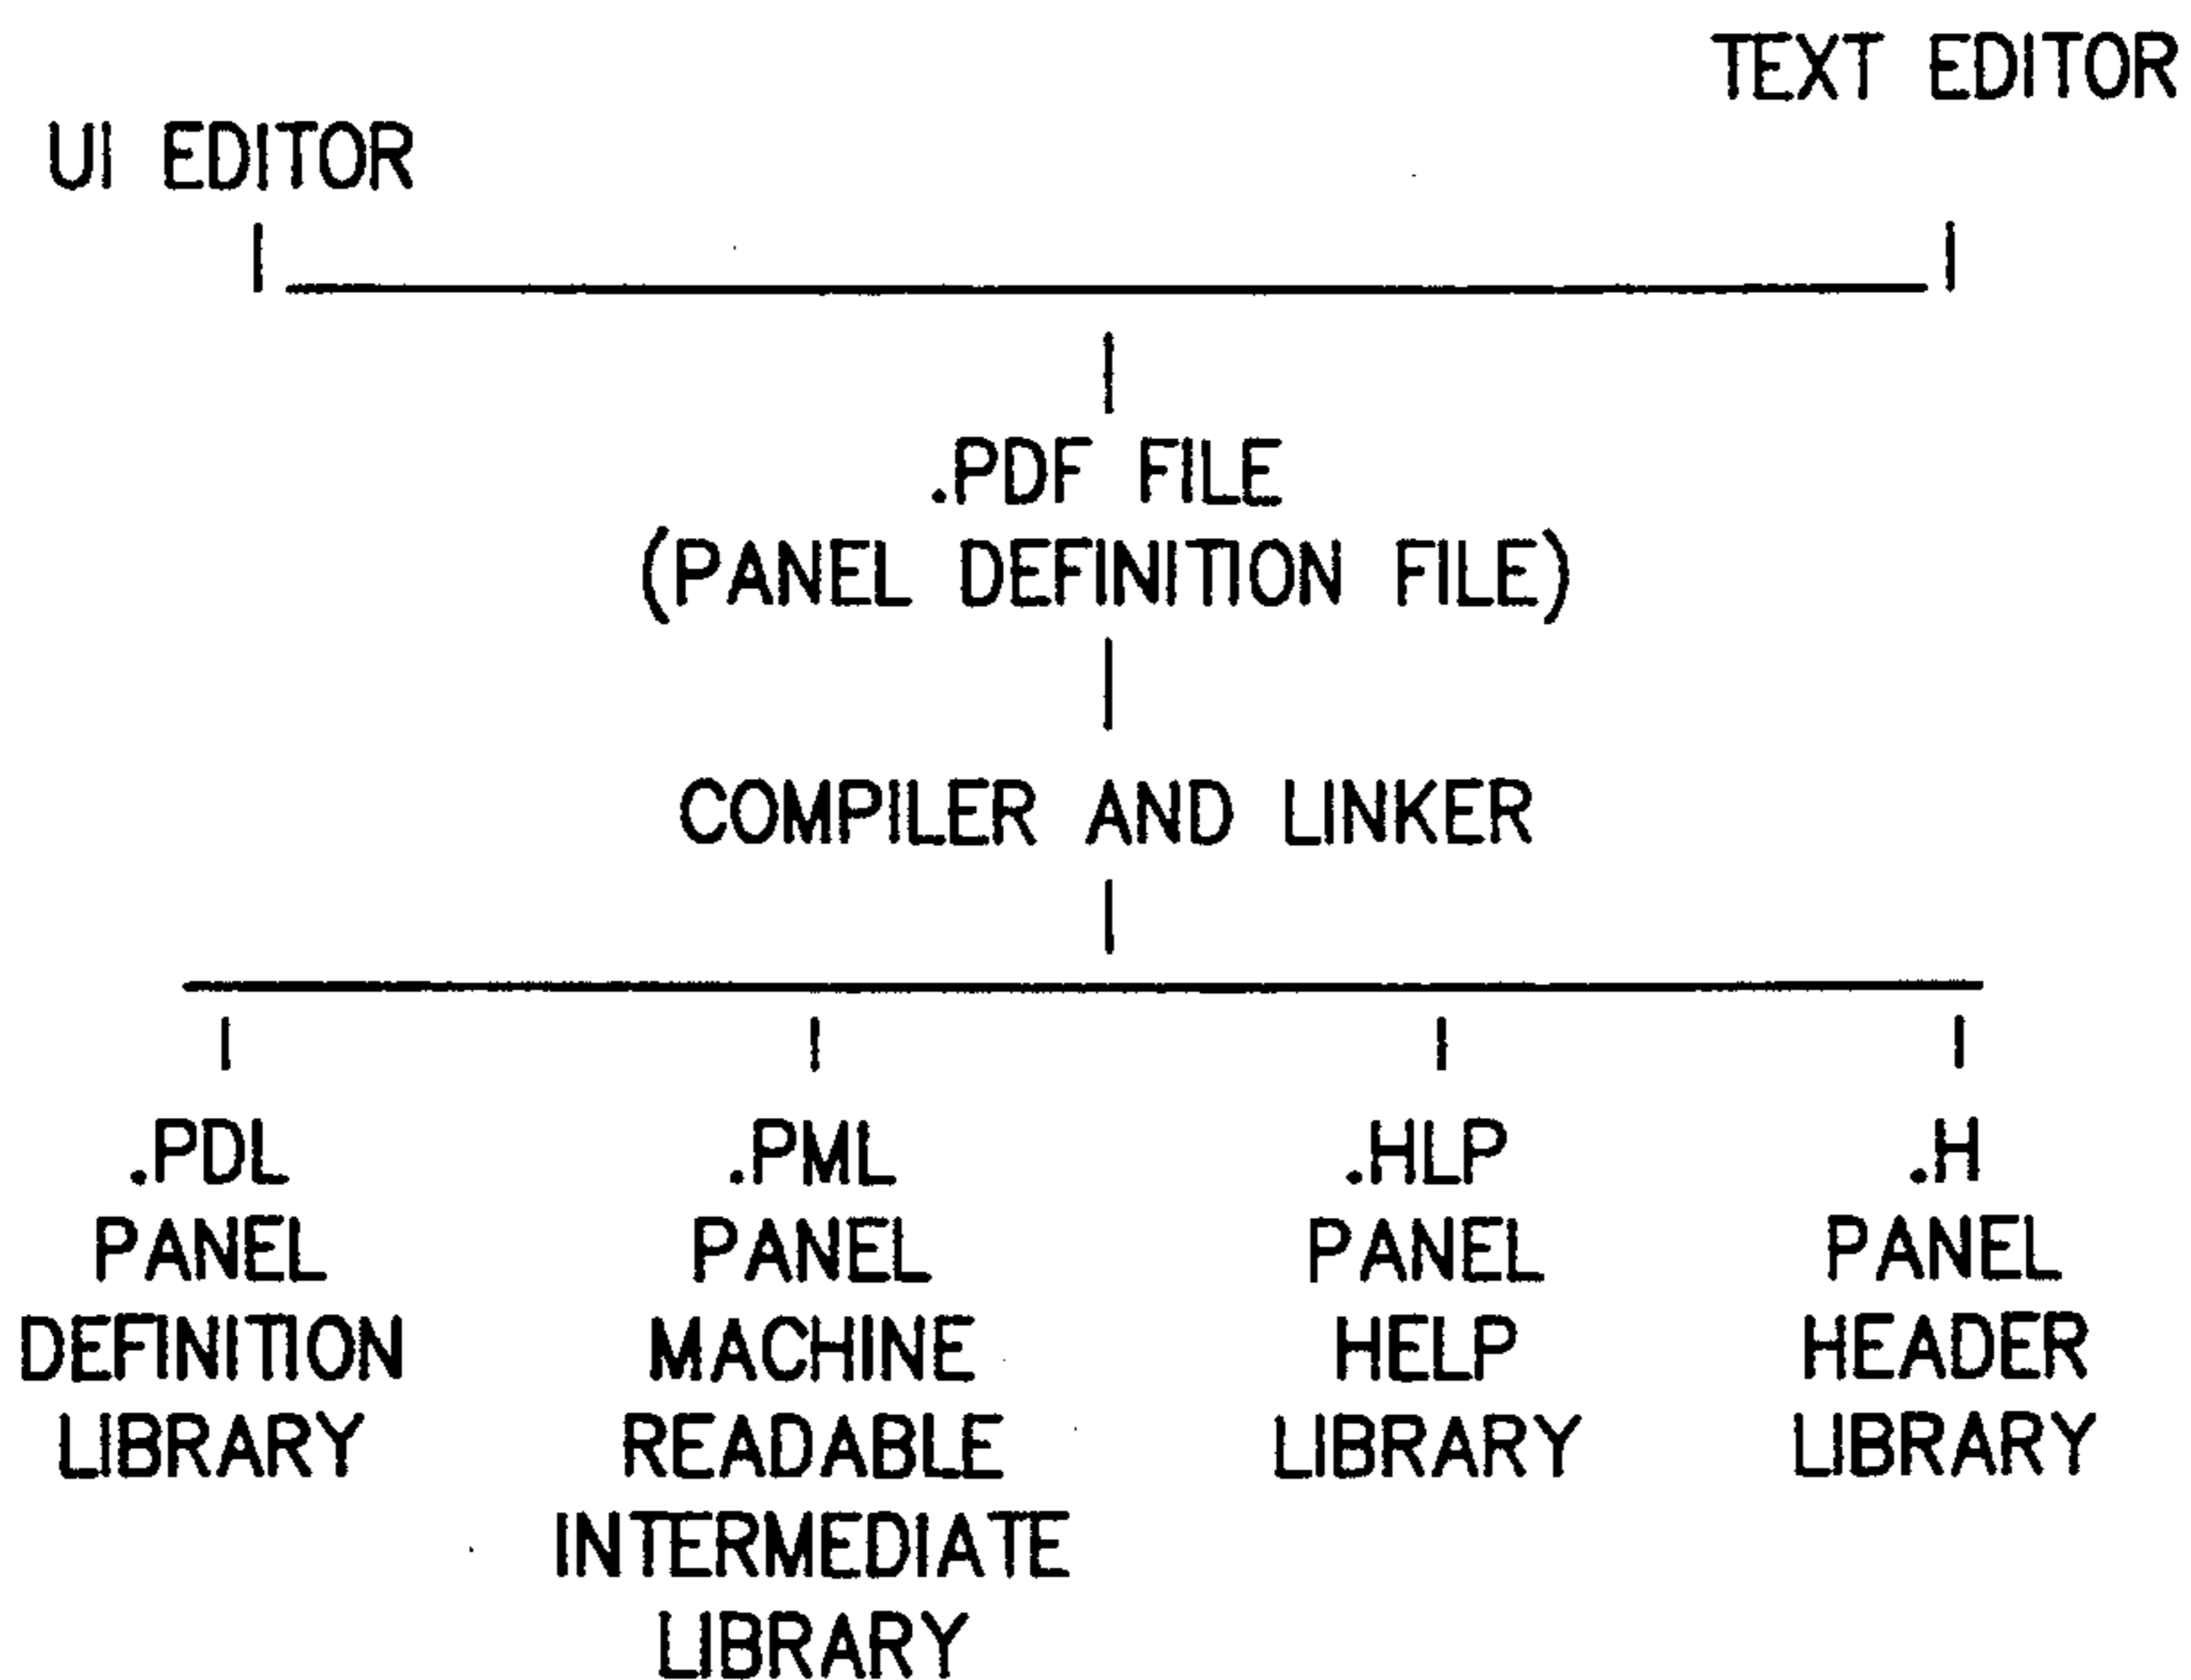 TEXT EDITOR
UI EDITOR
.PDF FILE
(PANEL DEFINITION FILE)
COMPILER AND LINKER
.PDL
PANEL
DEFINITION
LIBRARY
.PML
PANEL
MACHINE
READABLE
INTERMEDIATE
LIBRARY
.HLP
PANEL
HELP
LIBRARY
.H
PANEL
HEADER
LIBRARY